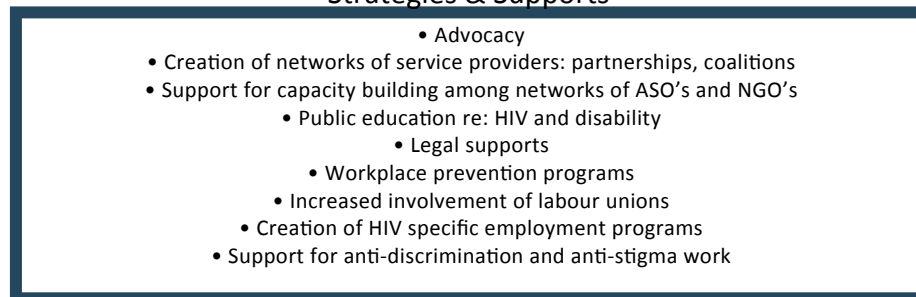 Strategies & Supports
• Advocacy
• Creation of networks of service providers: partnerships, coalitions
• Support for capacity building among networks of ASO's and NGO's
• Public education re: HIV and disability
• Legal supports
• Workplace prevention programs
• Increased involvement of labour unions
• Creation of HIV specific employment programs
• Support for anti-discrimination and anti-stigma work